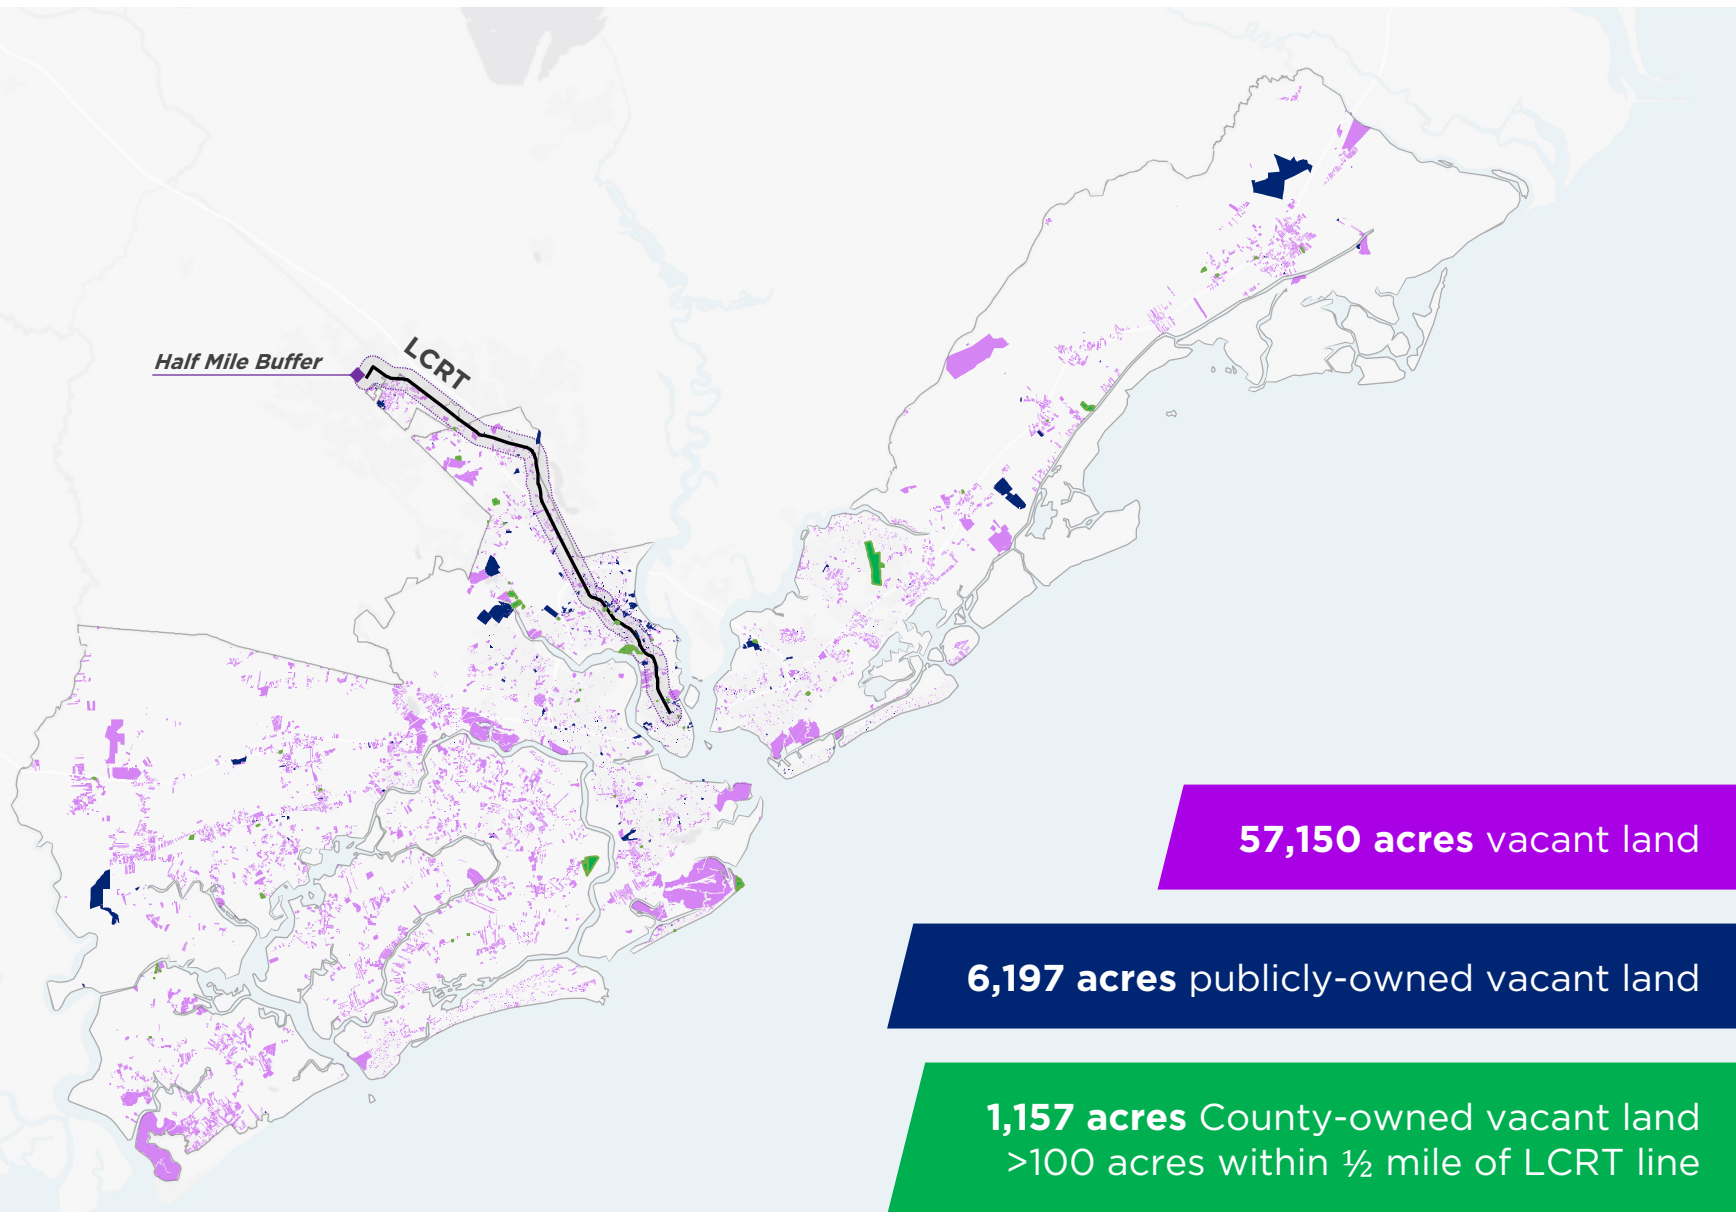 LCRT
Half Mile Buffer
57,150 acres vacant land
6,197 acres publicly-owned vacant land
1,157 acres County-owned vacant land
>100 acres within ½ mile of LCRT line